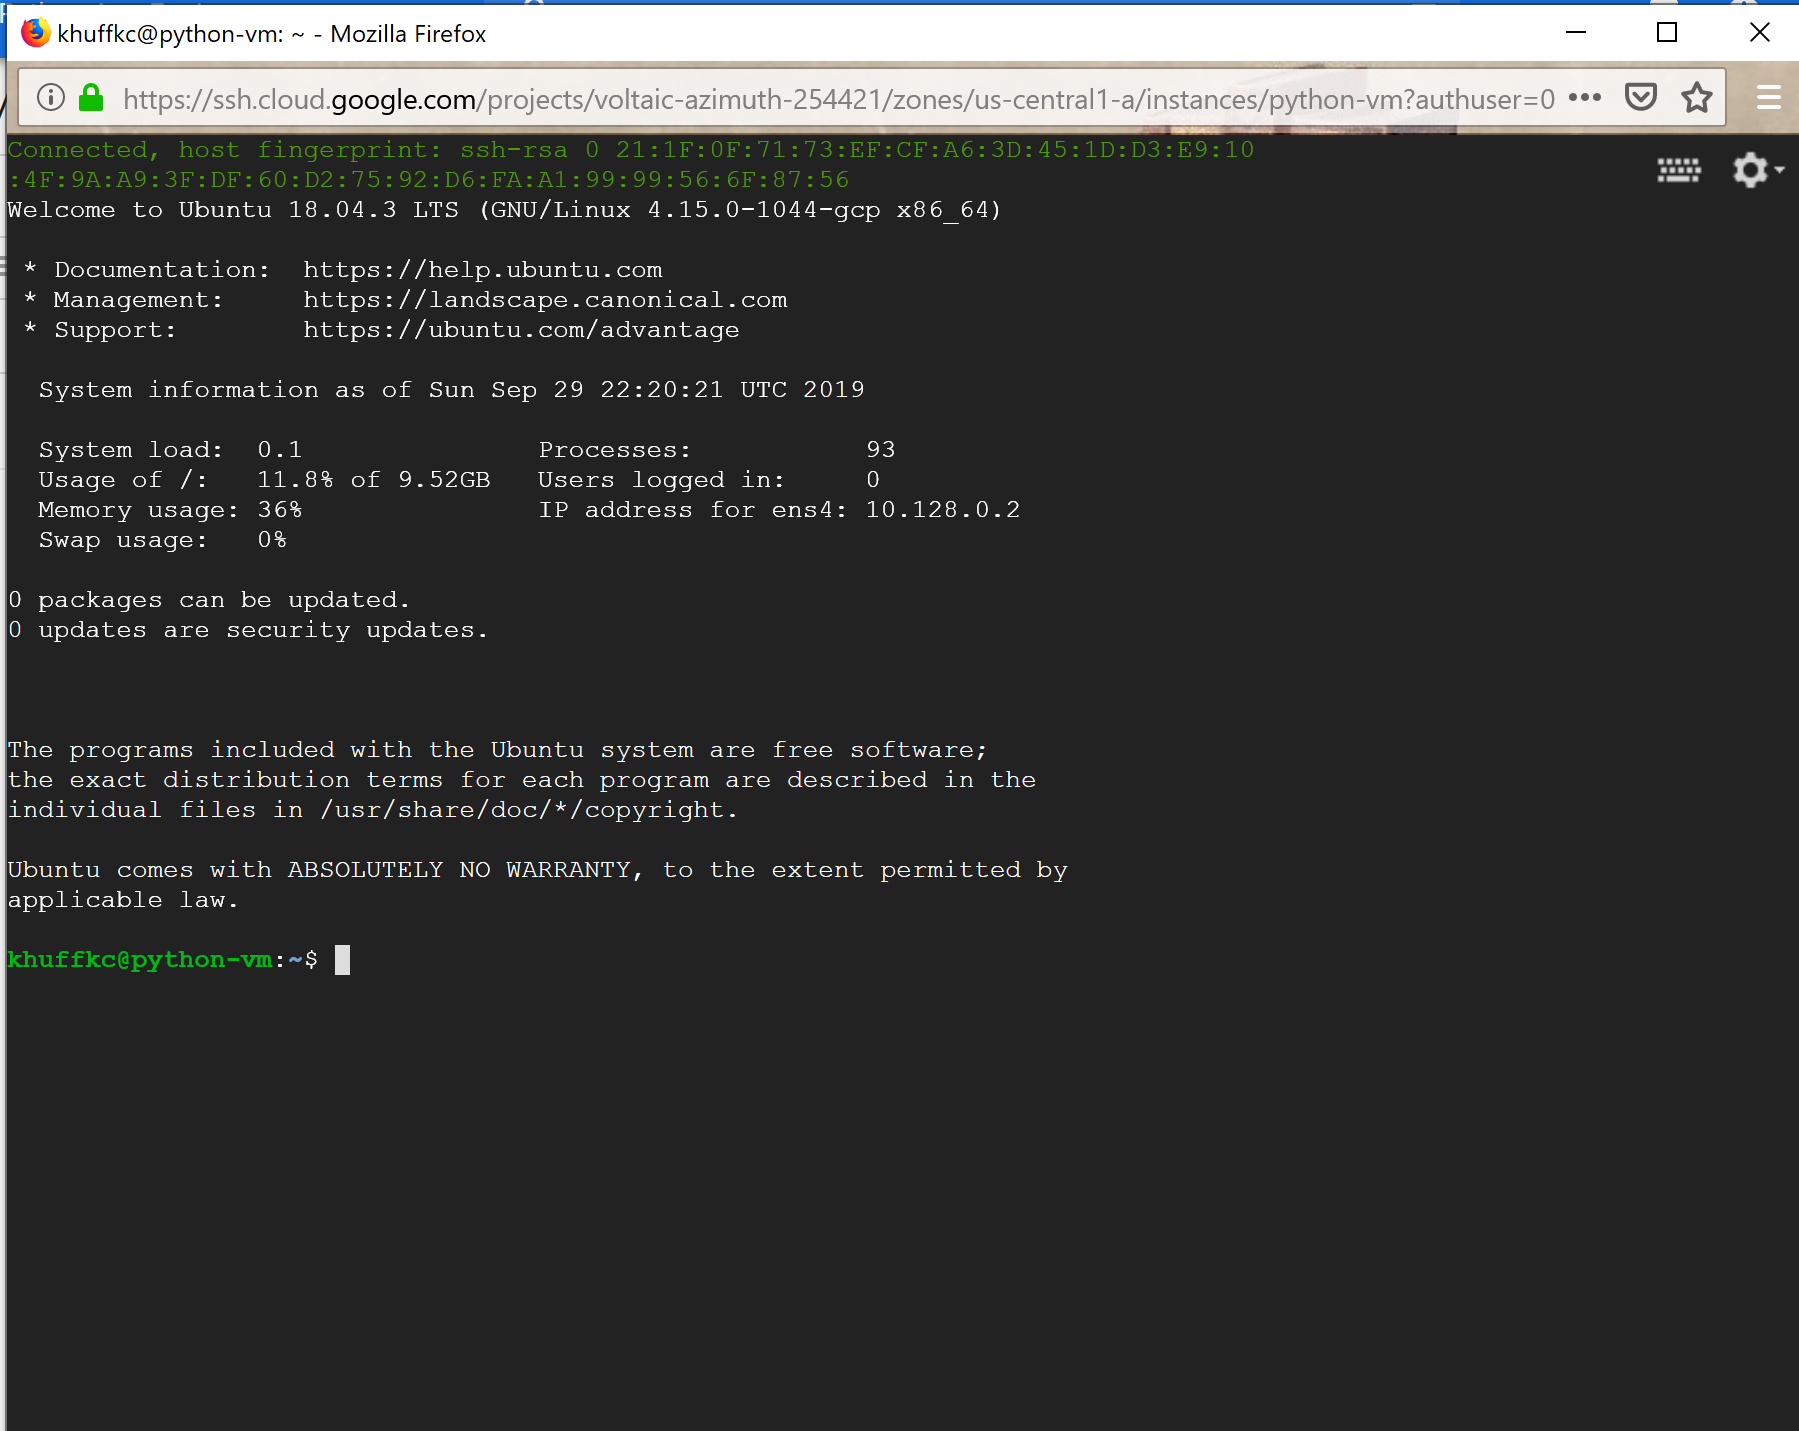 khuffkc@python-vm: ~ - Mozilla Firefox
https://ssh.cloud.google.com/projects/voltaic-azimuth-254421/zones/us-central1-a/instances/python-vm?authuser=0
Connected, host fingerprint: ssh-rsa 0 21:1F:0F:71:73:EF:CF:A6:3D:45:1D:D3:E9:10
:4F:9A:A9:3F:DF:60:D2:75:92:D6:FA:A1:99:99:56:6F:87:56
Welcome to Ubuntu 18.04.3 LTS (GNU/Linux 4.15.0-1044-gcp x86_64)
* Documentation:  https://help.ubuntu.com
* Management:     https://landscape.canonical.com
* Support:        https://ubuntu.com/advantage
System information as of Sun Sep 29 22:20:21 UTC 2019
System load:  0.1               Processes:           93
Usage of /:   11.8% of 9.52GB   Users logged in:     0
Memory usage: 36%               IP address for ens4: 10.128.0.2
Swap usage:   0%
0 packages can be updated.
0 updates are security updates.
The programs included with the Ubuntu system are free software;
the exact distribution terms for each program are described in the
individual files in /usr/share/doc/*/copyright.
Ubuntu comes with ABSOLUTELY NO WARRANTY, to the extent permitted by
applicable law.
khuffkc@python-vm:~$